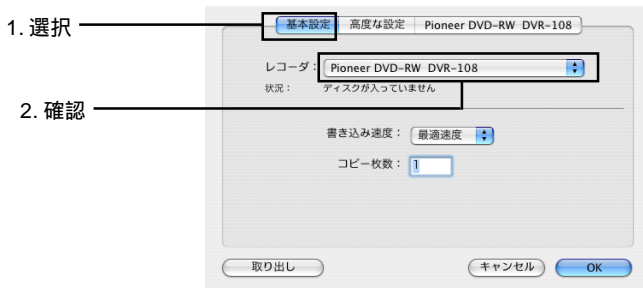 1. 選択
基本設定 高度な設定 Pioneer DVD-RW DVR-108
レコーダ： Pioneer DVD-RW DVR-108
状況： ディスクが入っていません
2. 確認
書き込み速度： 最適速度
コピー枚数： 1
取り出し キャンセル OK